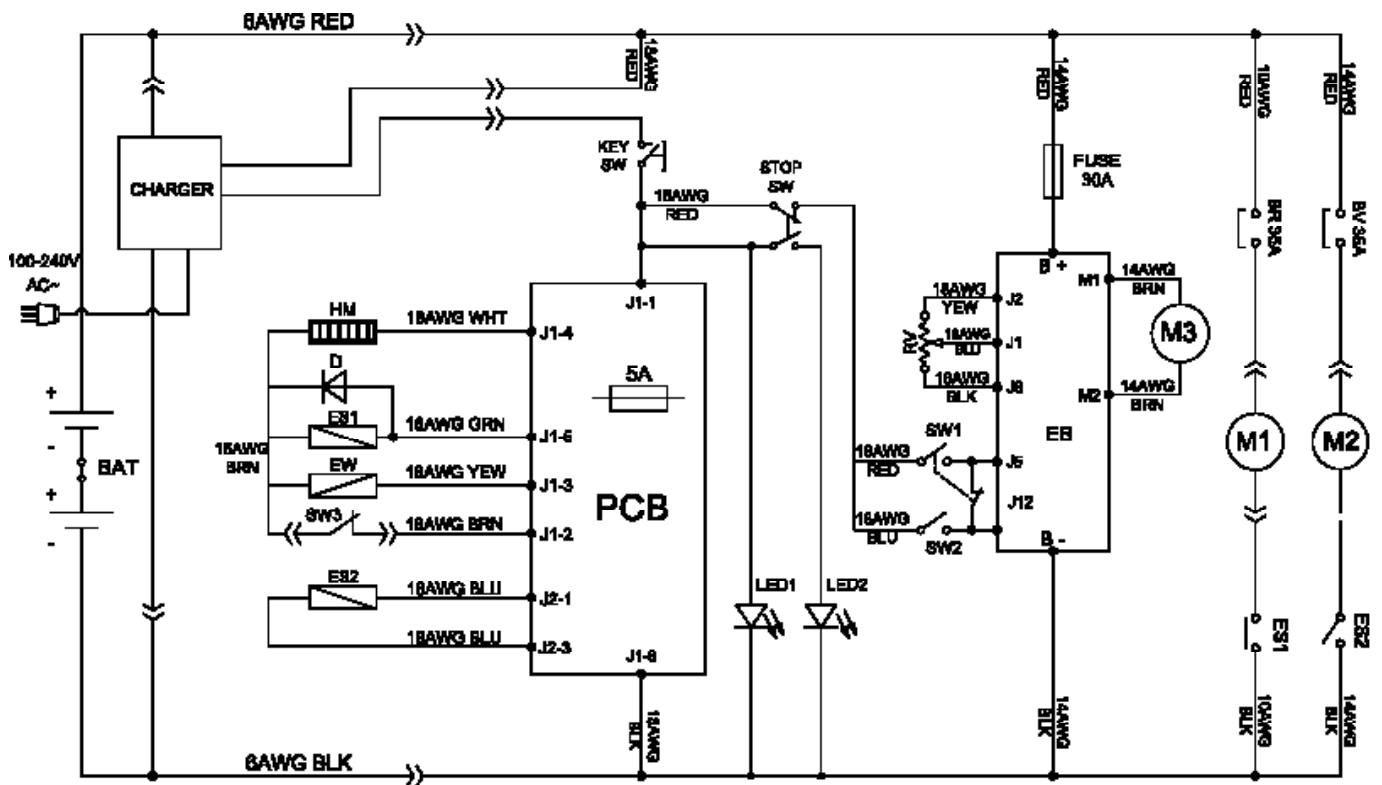 6AWG RED
18AWG
RED
14AWG
RED
10AWG
RED
14AWG
RED
CHARGER
KEY
SW
STOP
SW
18AWG
RED
FUSE
30A
BR 35A
BV 35A
100-240V
AC~
B +
J1-1
HM
18AWG WHT
J1-4
D
5A
ES1
18AWG GRN
J1-5
18AWG
BRN
EW
18AWG YEW
J1-3
PCB
SW3
18AWG BRN
J1-2
ES2
18AWG BLU
J2-1
18AWG BLU
J2-3
J1-6
18AWG
BLK
+
-
BAT
+
-
18AWG
YEW
J2
RV
18AWG
BLU
J1
18AWG
BLK
J8
M1
14AWG
BRN
M3
M2
14AWG
BRN
EB
SW1
18AWG
RED
J5
J12
18AWG
BLU
SW2
B -
M1
M2
LED1
LED2
ES1
ES2
14AWG
BLK
10AWG
BLK
14AWG
BLK
6AWG BLK